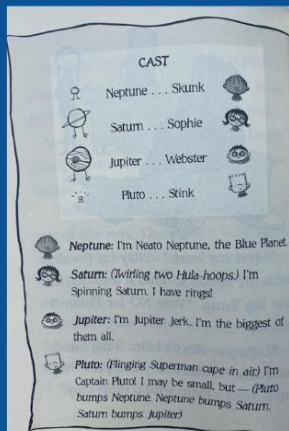 CAST
Neptune . . . Skunk
Saturn . . . Sophie
Jupiter . . . Webster
Pluto . . . Stink
Neptune: I'm Neato Neptune, the Blue Planet.
Saturn: (Twirling two Hula-hoops.) I'm
Spinning Saturn. I have rings!
Jupiter: I'm Jupiter Jerk. I'm the biggest of
them all.
Pluto: (Flinging Superman cape in air) I'm
Captain Pluto! I may be small, but — (Pluto
bumps Neptune. Neptune bumps Saturn.
Saturn bumps Jupiter.)